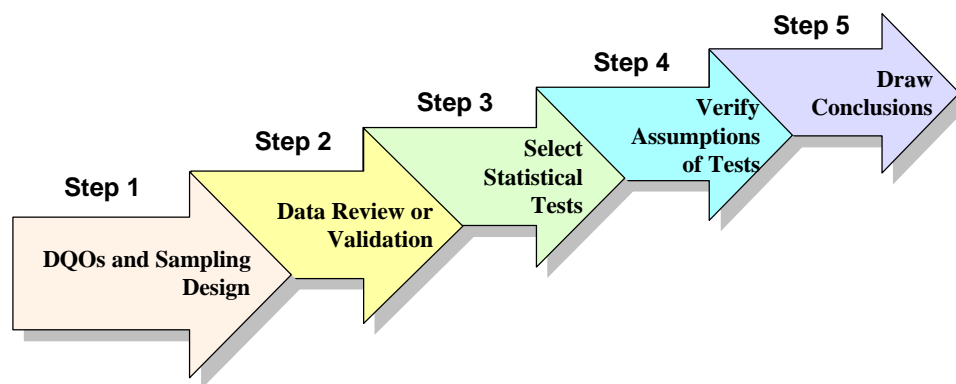 Step 1
DQOs and Sampling
Design
Step 2
Data Review or
Validation
Step 3
Select
Statistical
Tests
Step 4
Verify
Assumptions
of Tests
Step 5
Draw
Conclusions